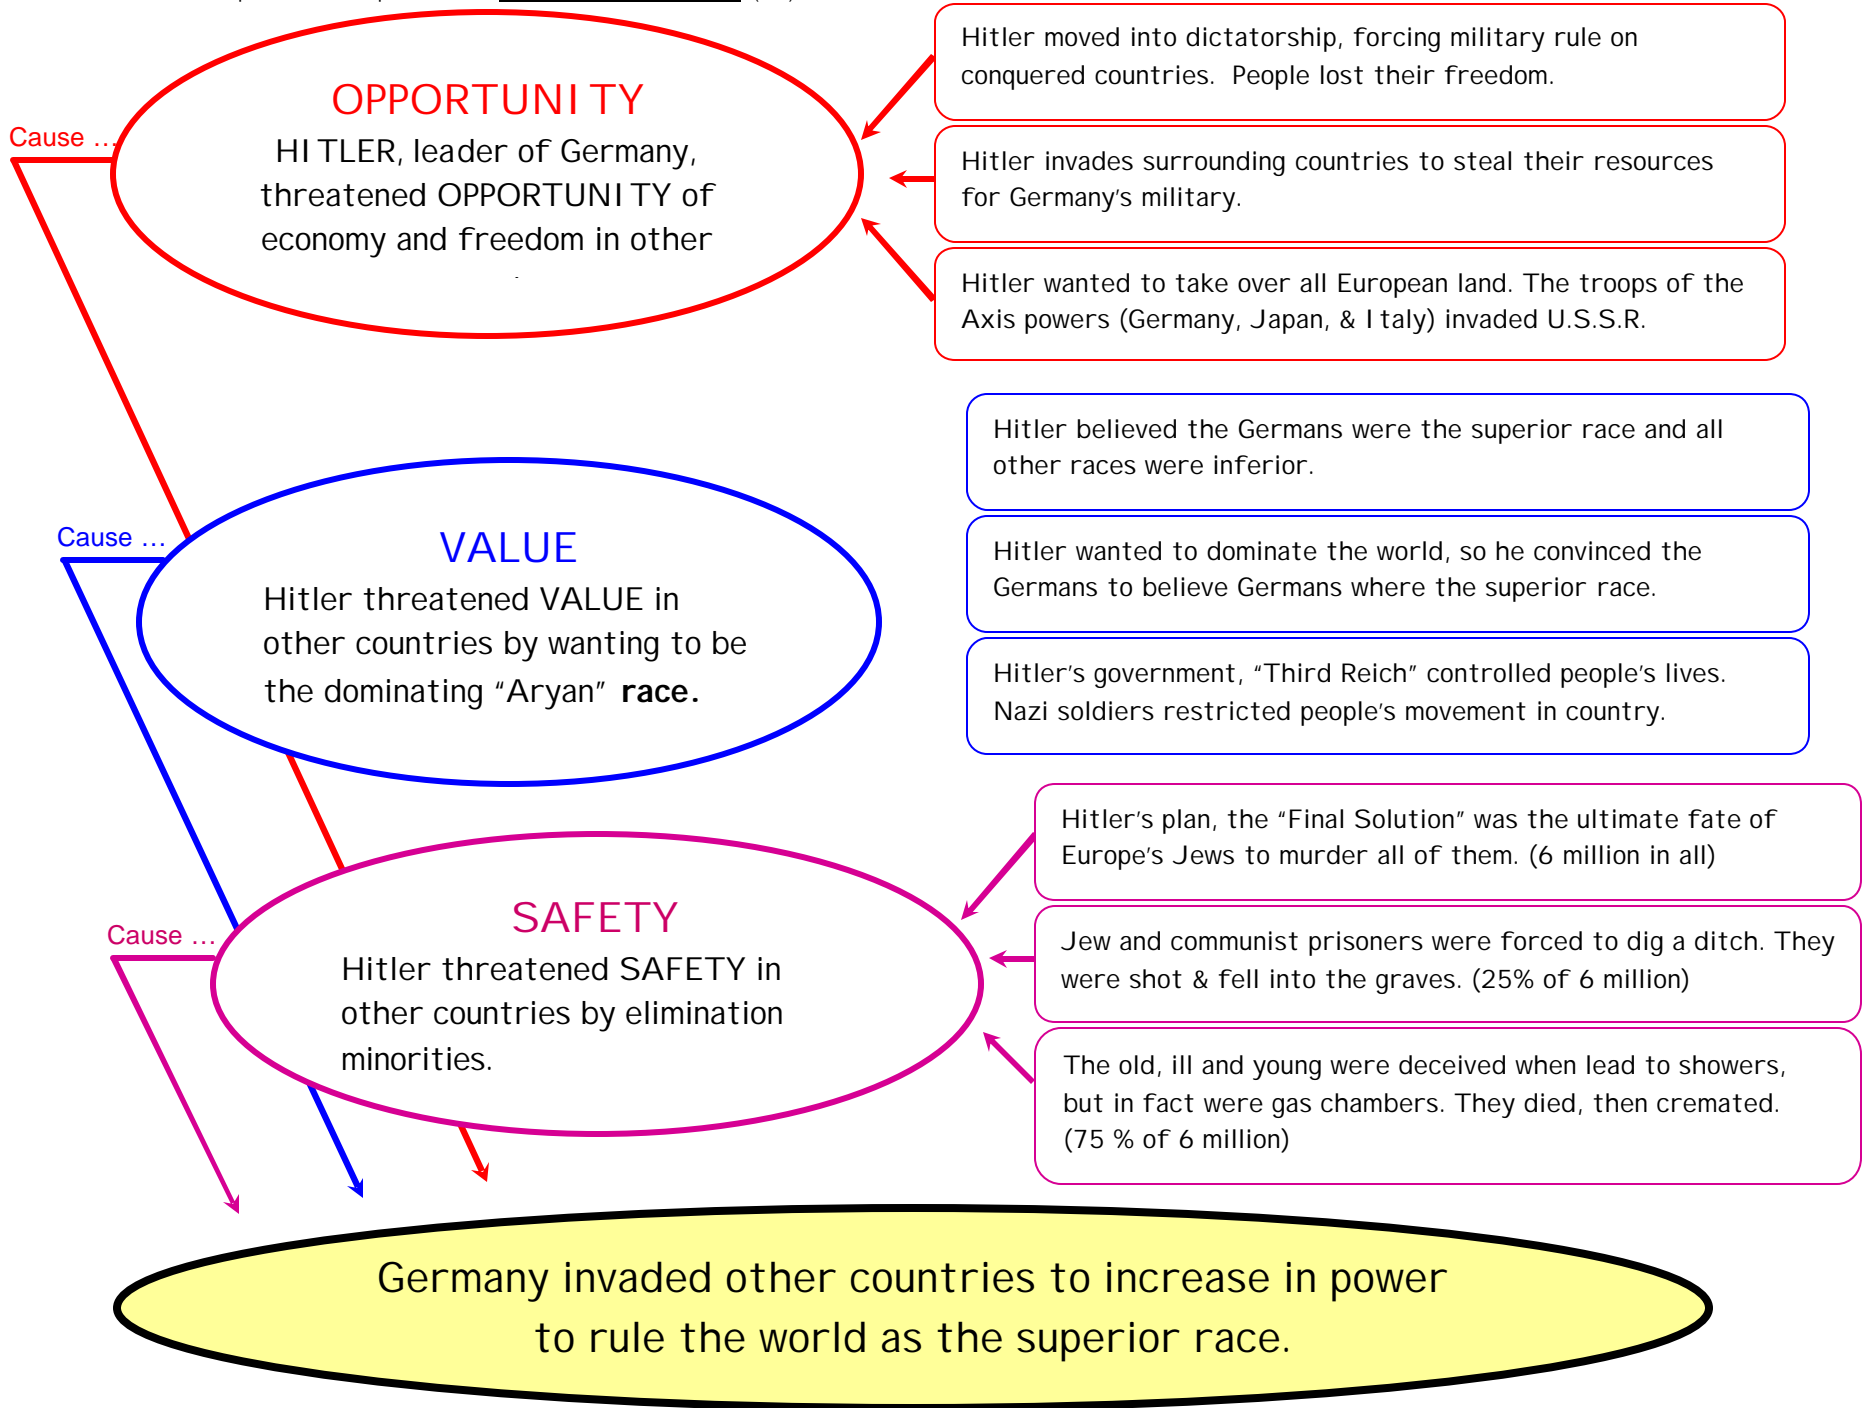 Hitler moved into dictatorship, forcing military rule on
conquered countries. People lost their freedom.
OPPORTUNITY
Cause …
HITLER, leader of Germany,
threatened OPPORTUNITY of
economy and freedom in other
Hitler invades surrounding countries to steal their resources
for Germany's military.
Hitler wanted to take over all European land. The troops of the
Axis powers (Germany, Japan, & Italy) invaded U.S.S.R.
Hitler believed the Germans were the superior race and all
other races were inferior.
Cause …
VALUE
Hitler threatened VALUE in
other countries by wanting to be
the dominating “Aryan” race.
Hitler wanted to dominate the world, so he convinced the
Germans to believe Germans where the superior race.
Hitler's government, “Third Reich” controlled people's lives.
Nazi soldiers restricted people's movement in country.
Hitler's plan, the “Final Solution” was the ultimate fate of
Europe's Jews to murder all of them. (6 million in all)
Cause …
SAFETY
Hitler threatened SAFETY in
other countries by elimination
minorities.
Jew and communist prisoners were forced to dig a ditch. They
were shot & fell into the graves. (25% of 6 million)
The old, ill and young were deceived when lead to showers,
but in fact were gas chambers. They died, then cremated.
(75 % of 6 million)
Germany invaded other countries to increase in power
to rule the world as the superior race.